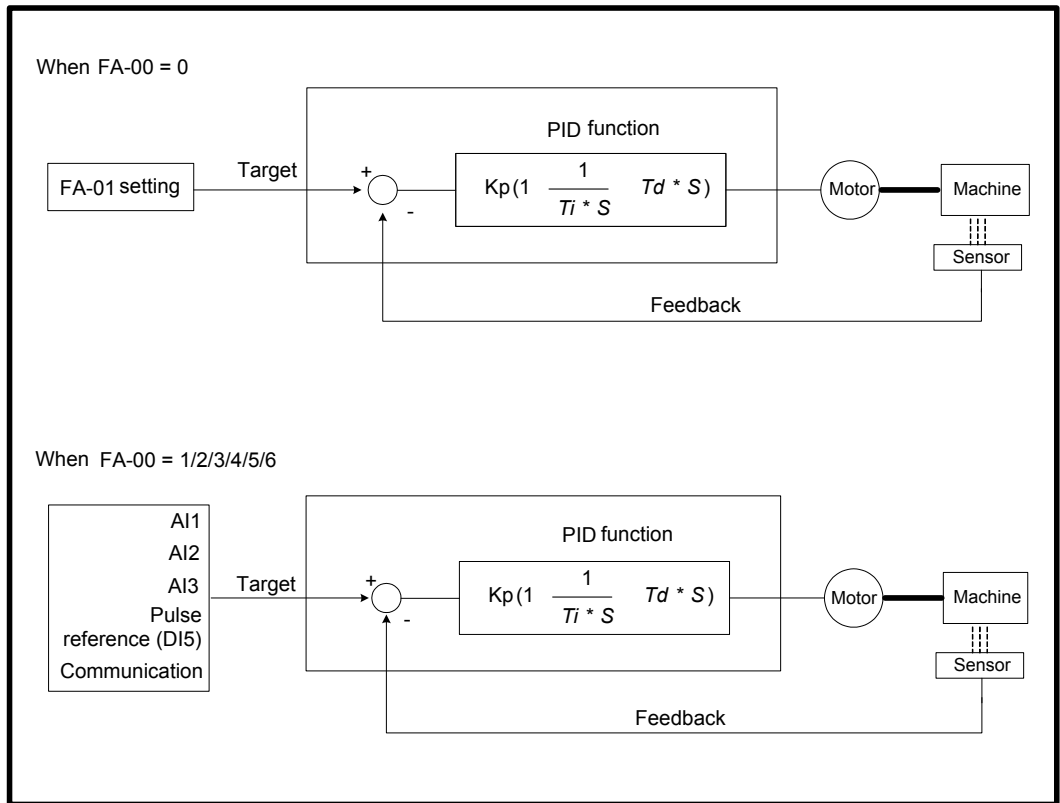 When FA-00 = 0
PID function
FA-01 setting
Target
+
-
Kp(1 1 / Ti * S Td * S)
Motor
Machine
Sensor
Feedback
When FA-00 = 1/2/3/4/5/6
AI1
AI2
AI3
Pulse
reference (DI5)
Communication
Target
+
-
PID function
Kp(1 1 / Ti * S Td * S)
Motor
Machine
Sensor
Feedback